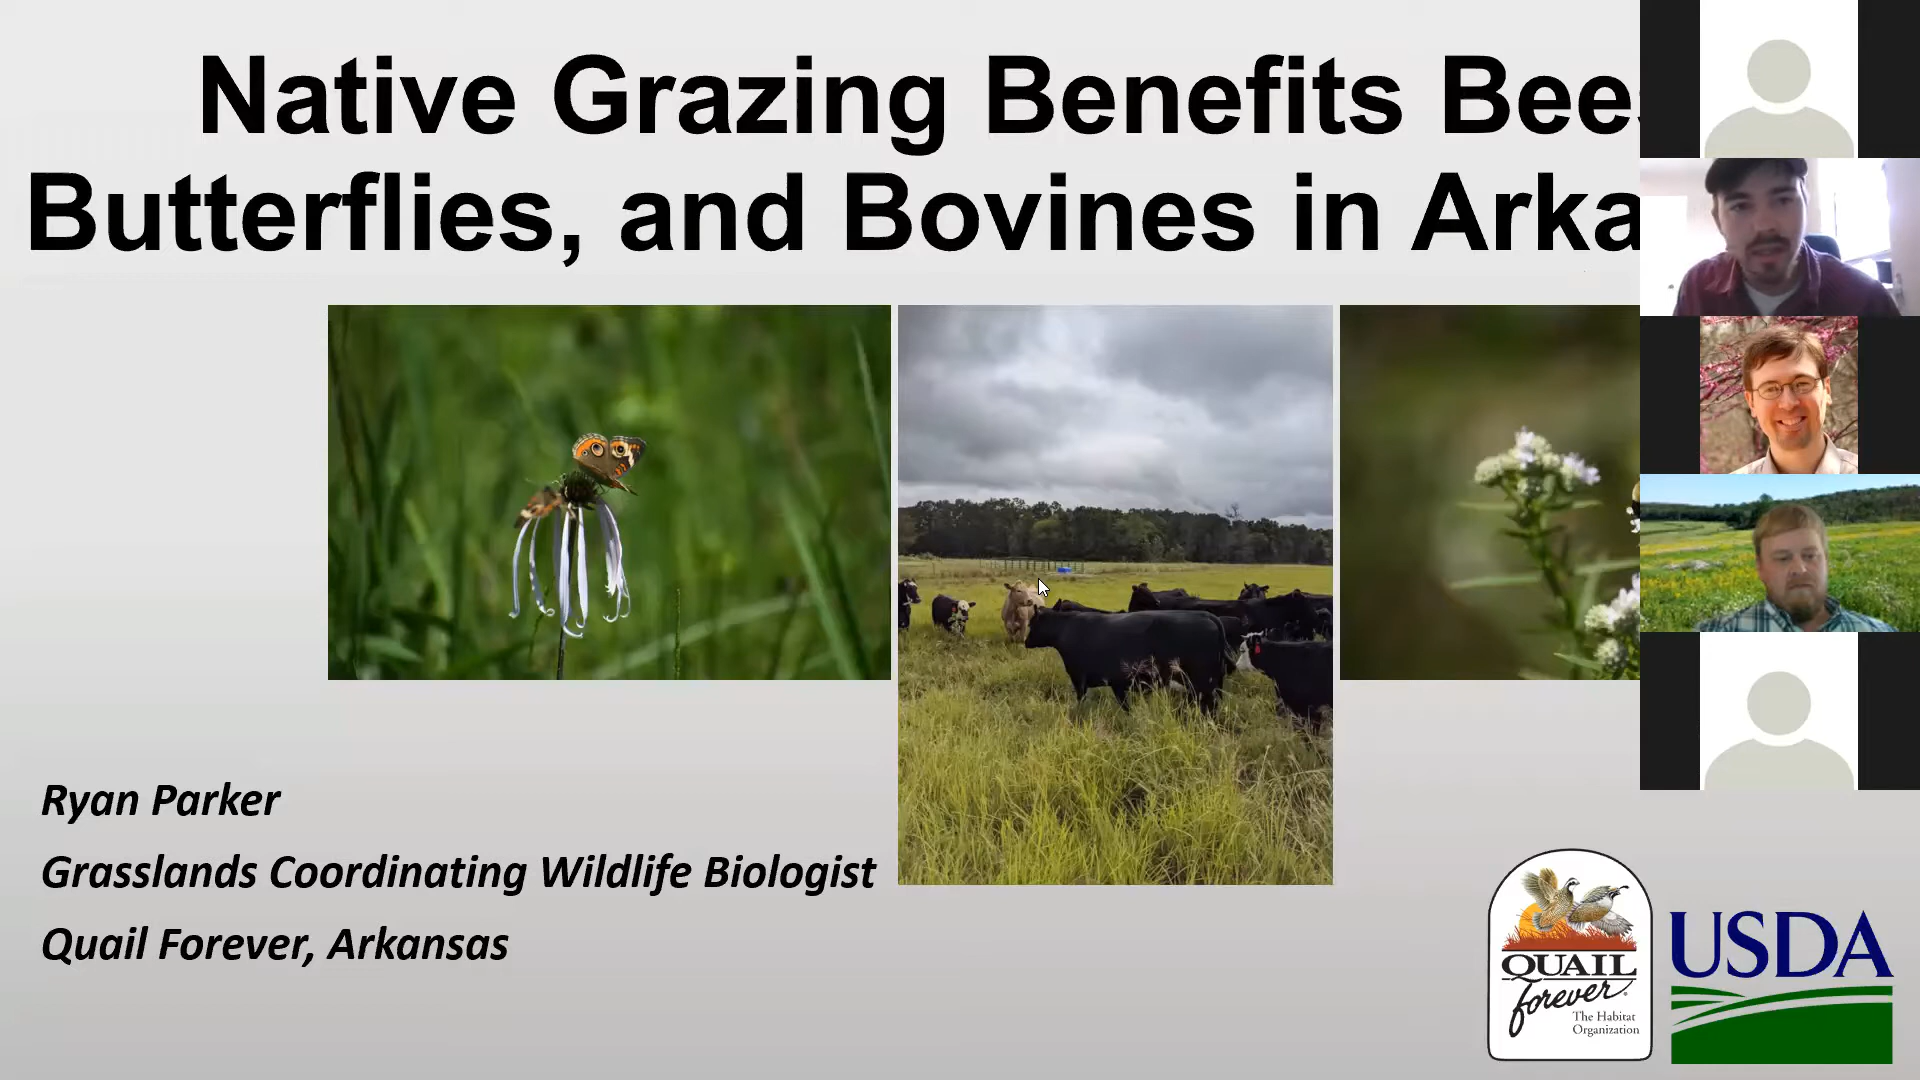 Native Grazing Benefits Bees
Butterflies, and Bovines in Arka
Ryan Parker
Grasslands Coordinating Wildlife Biologist
Quail Forever, Arkansas
QUAIL
forever
The Habitat
Organization
USDA